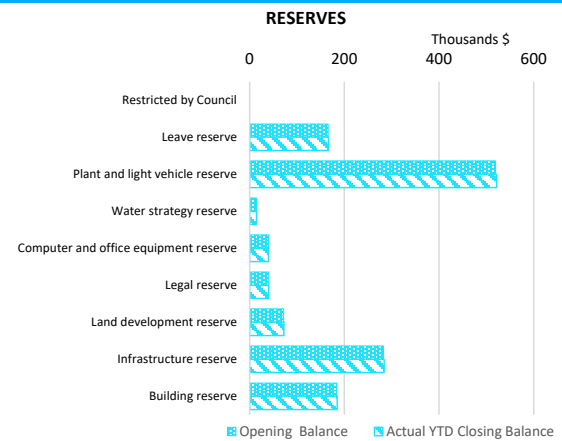 RESERVES
Thousands $
0 200 400 600
Restricted by Council
Leave reserve
Plant and light vehicle reserve
Water strategy reserve
Computer and office equipment reserve
Legal reserve
Land development reserve
Infrastructure reserve
Building reserve
Opening Balance Actual YTD Closing Balance